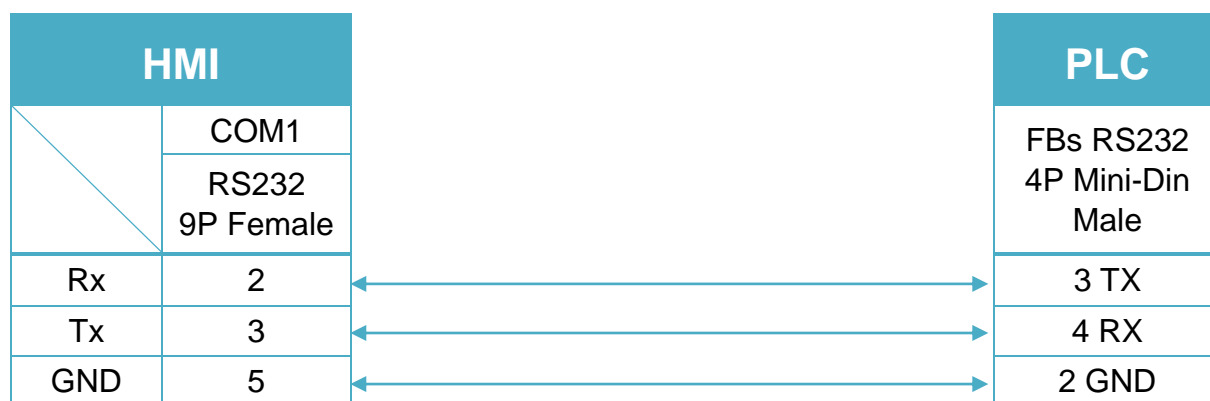 HMI
PLC
COM1
RS232
9P Female
FBs RS232
4P Mini-Din
Male
Rx 2 3 TX
Tx 3 4 RX
GND 5 2 GND